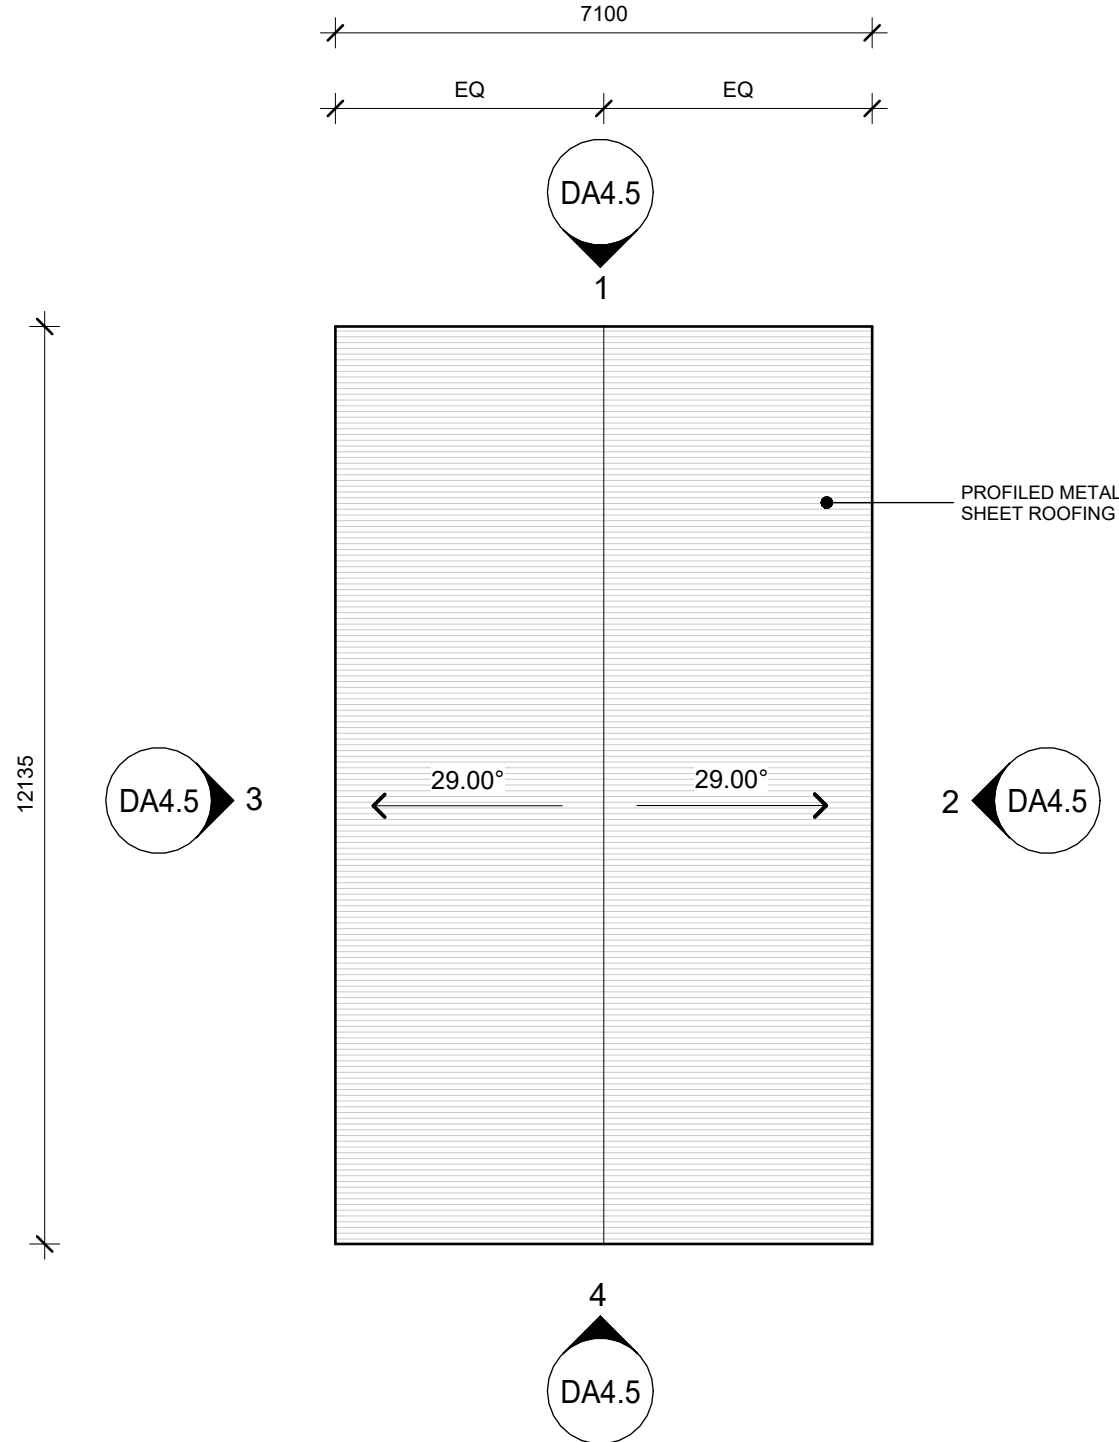 7100
EQ
EQ
DA4.5
1
PROFILED METAL
SHEET ROOFING
12135
29.00°
29.00°
DA4.5
3
2
DA4.5
4
DA4.5